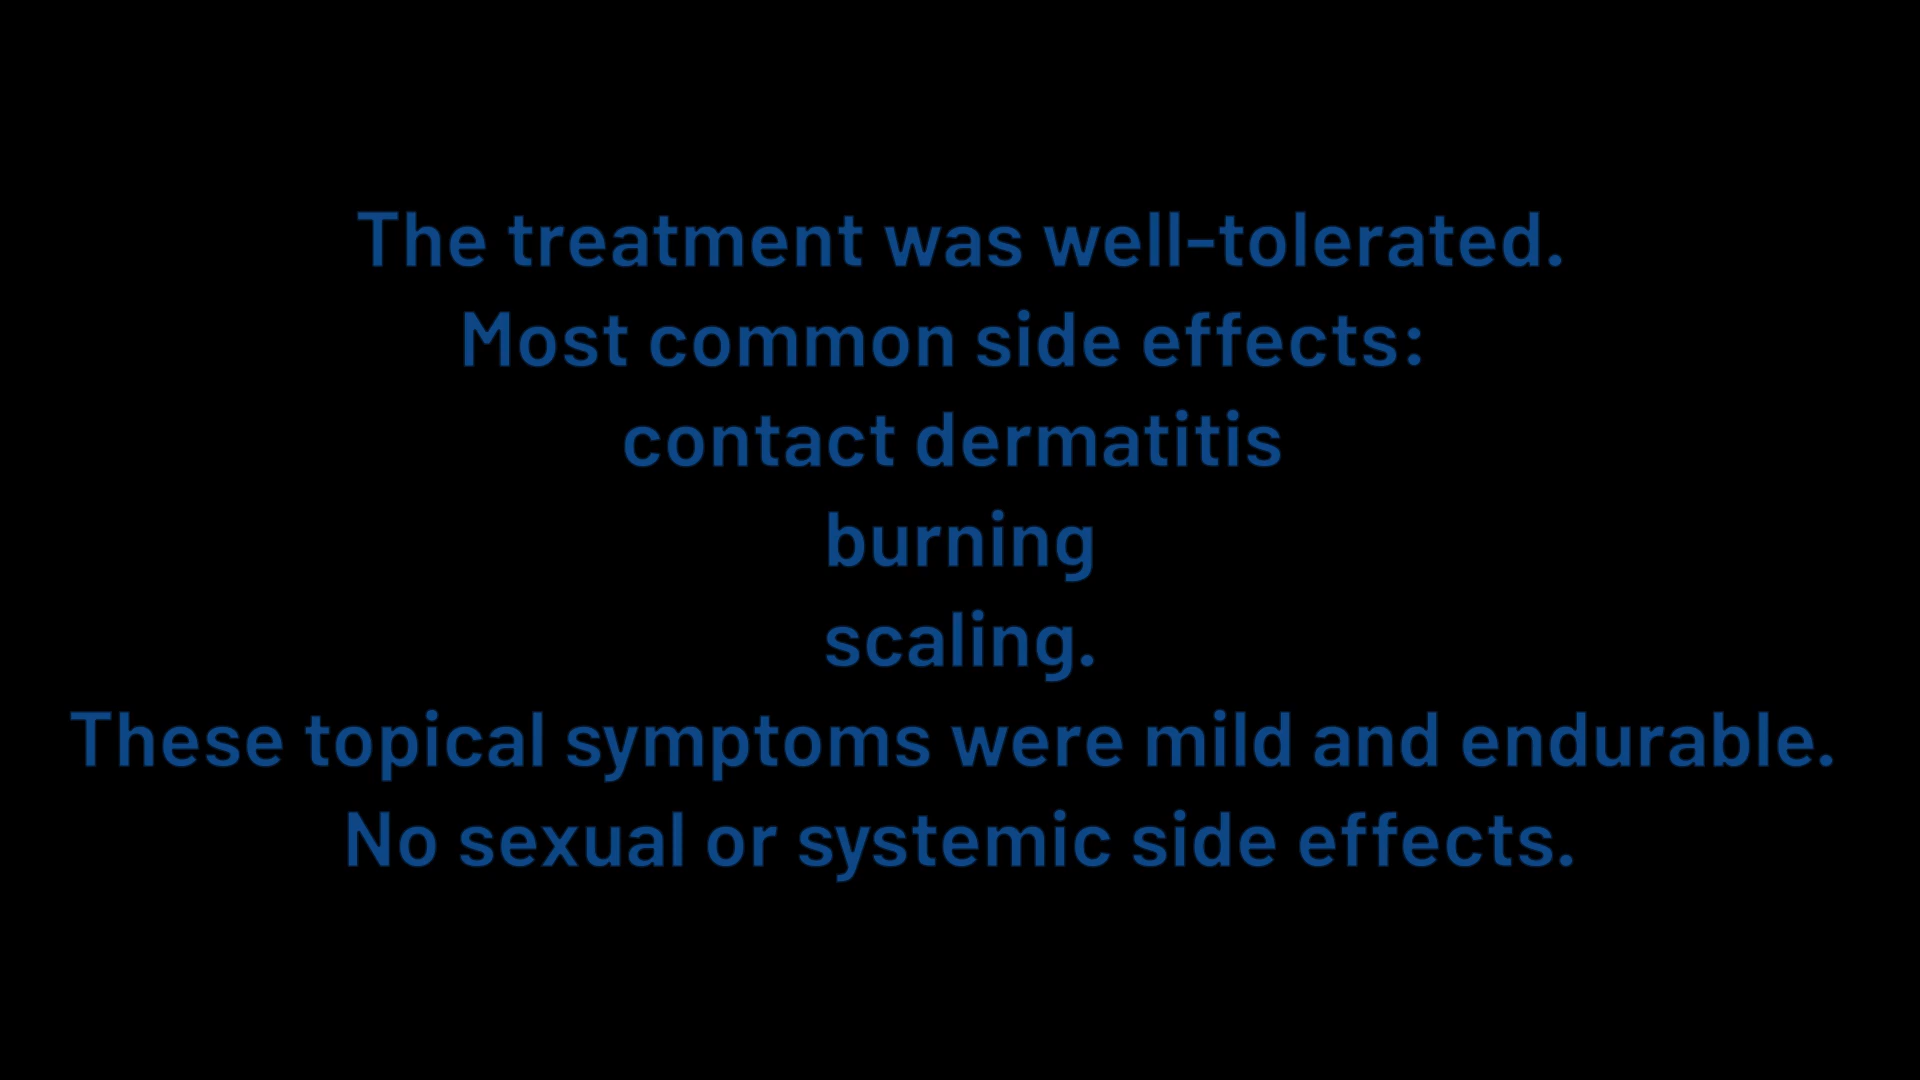 The treatment was well-tolerated.
Most common side effects:
contact dermatitis
burning
scaling.
These topical symptoms were mild and endurable.
No sexual or systemic side effects.